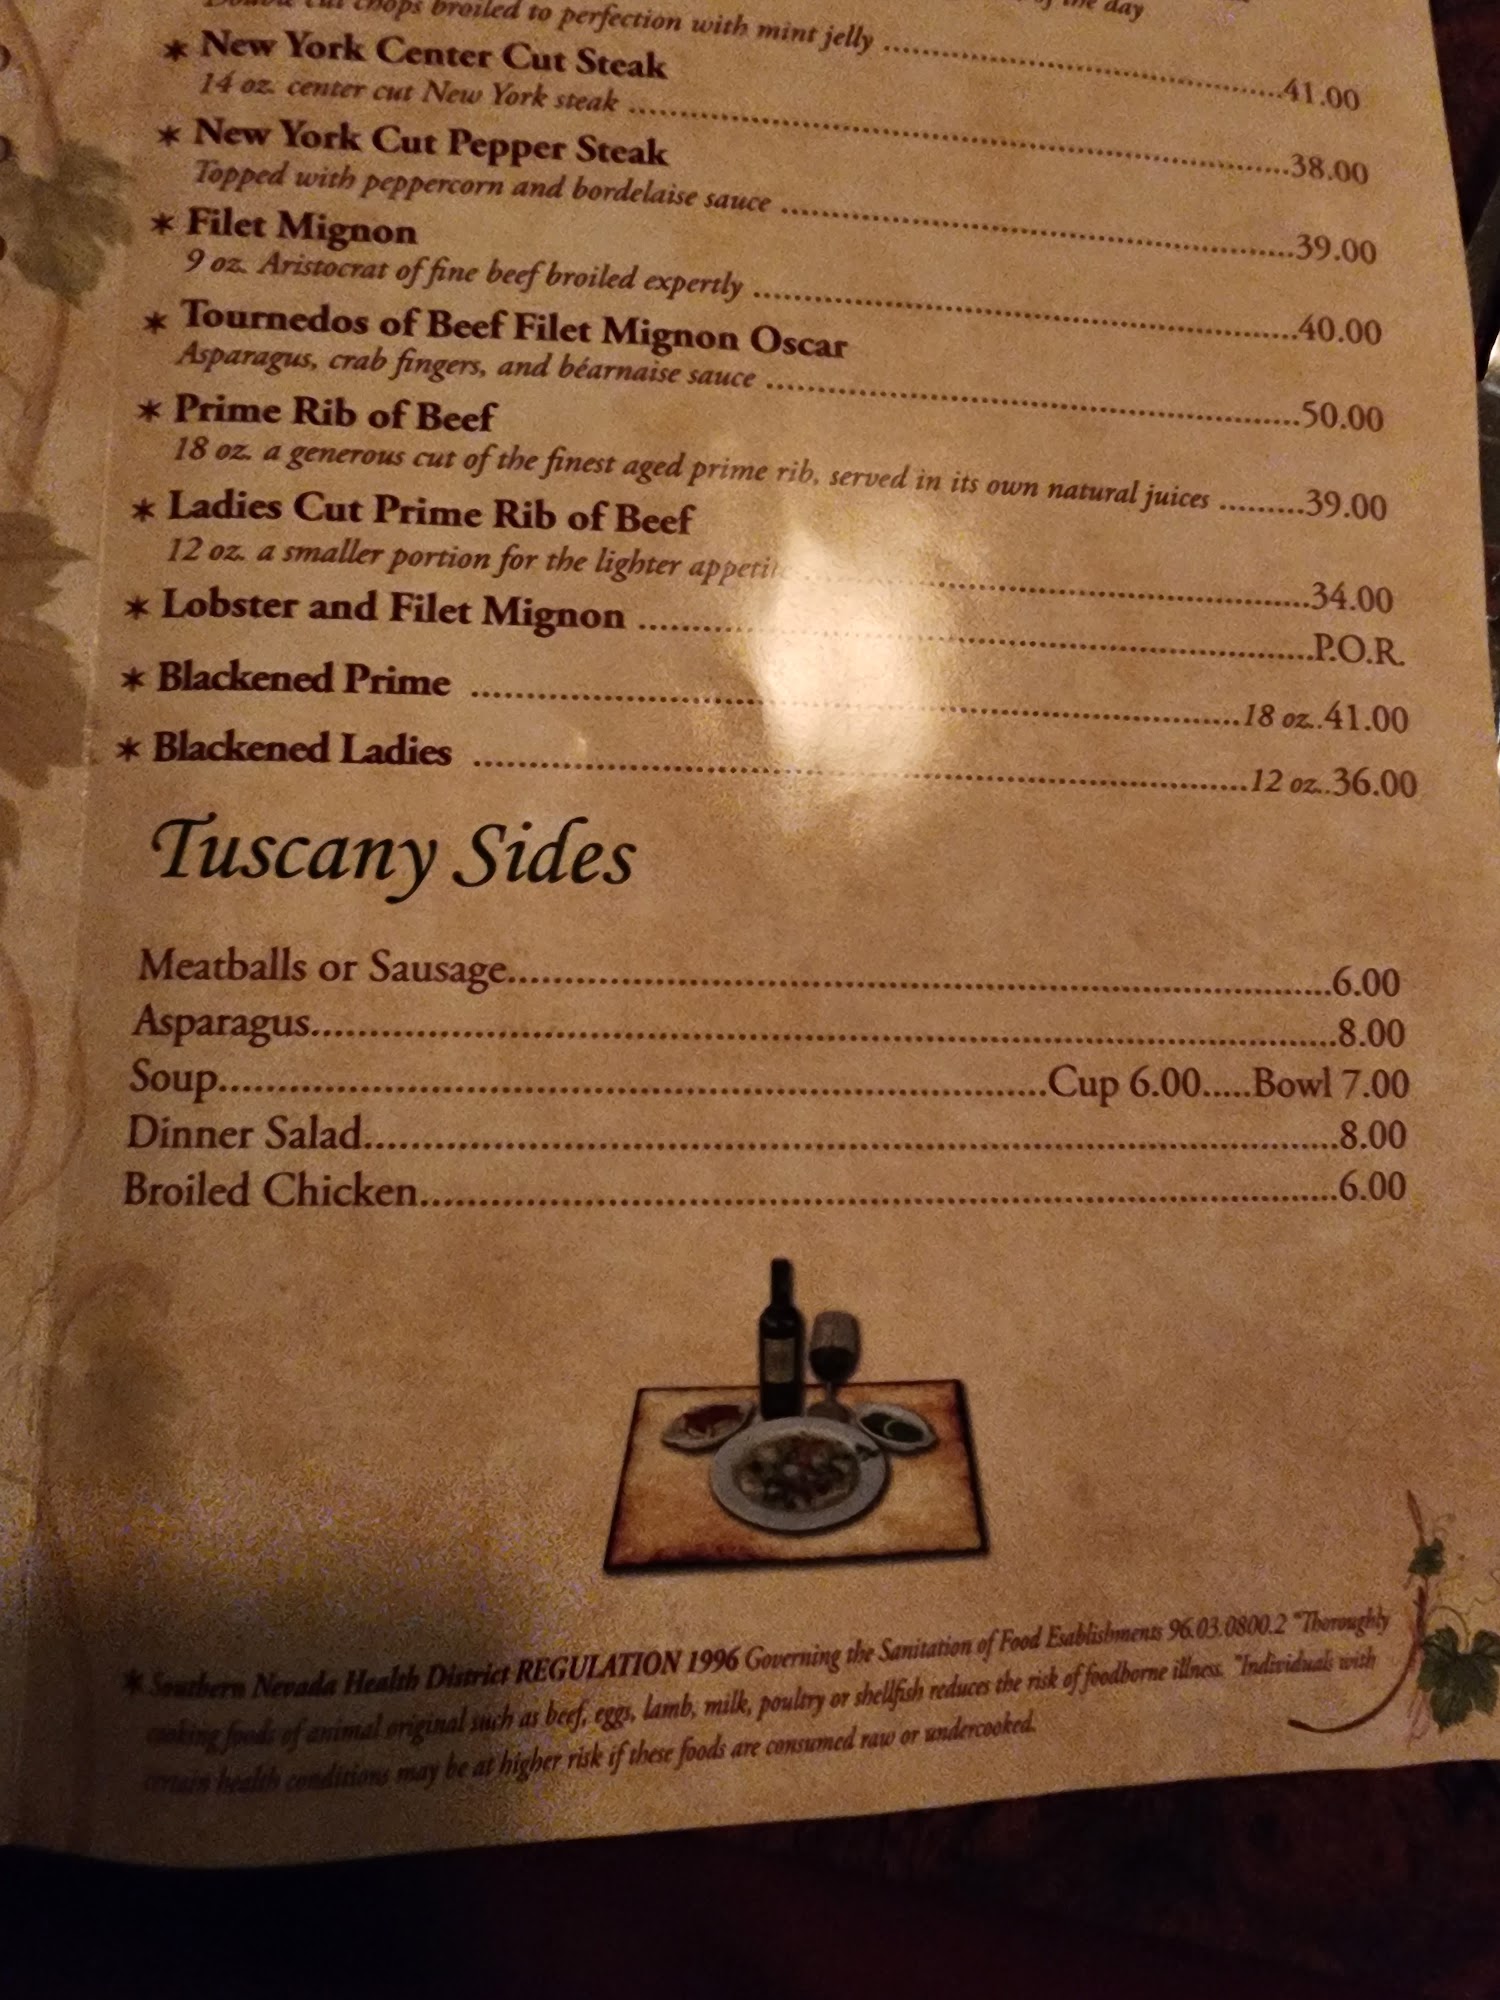 chops broiled to perfection with mint jelly ..... 41.00
of the day
* New York Center Cut Steak
14 oz. center cut New York steak ..... 38.00
* New York Cut Pepper Steak
Topped with peppercorn and bordelaise sauce ..... 39.00
* Filet Mignon
9 oz. Aristocrat of fine beef broiled expertly ..... 40.00
* Tournedos of Beef Filet Mignon Oscar
Asparagus, crab fingers, and béarnaise sauce ..... 50.00
* Prime Rib of Beef
18 oz. a generous cut of the finest aged prime rib, served in its own natural juices ..... 39.00
* Ladies Cut Prime Rib of Beef
12 oz. a smaller portion for the lighter appetite ..... 34.00
* Lobster and Filet Mignon ..... P.O.R.
* Blackened Prime ..... 18 oz..41.00
* Blackened Ladies ..... 12 oz..36.00
Tuscany Sides
Meatballs or Sausage ..... 6.00
Asparagus ..... 8.00
Soup ..... Cup 6.00.....Bowl 7.00
Dinner Salad ..... 8.00
Broiled Chicken ..... 6.00
* Southern Nevada Health District REGULATION 1996 Governing the Sanitation of Food Esablishments 96.03.0800.2 "Thoroughly
cooking foods of animal original such as beef, eggs, lamb, milk, poultry or shellfish reduces the risk of foodborne illness. "Individuals with
certain health conditions may be at higher risk if these foods are consumed raw or undercooked.